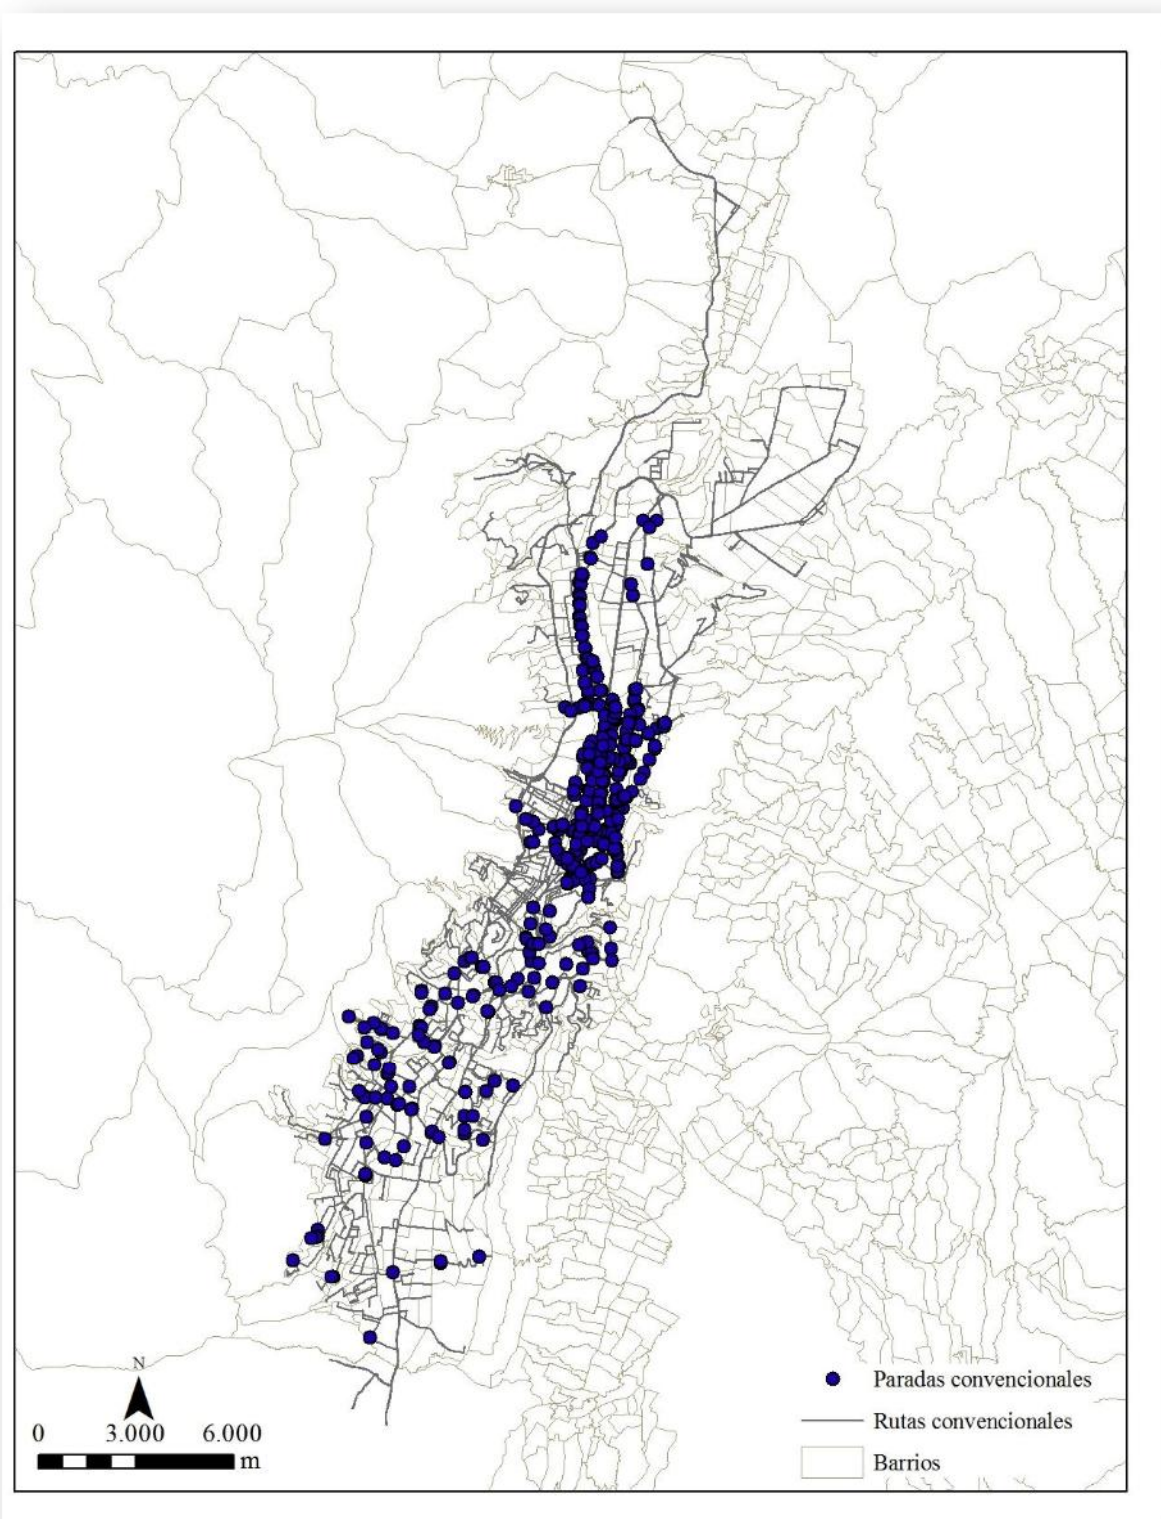 Paradas convencionales
Rutas convencionales
Barrios
N
0 3.000 6.000
m